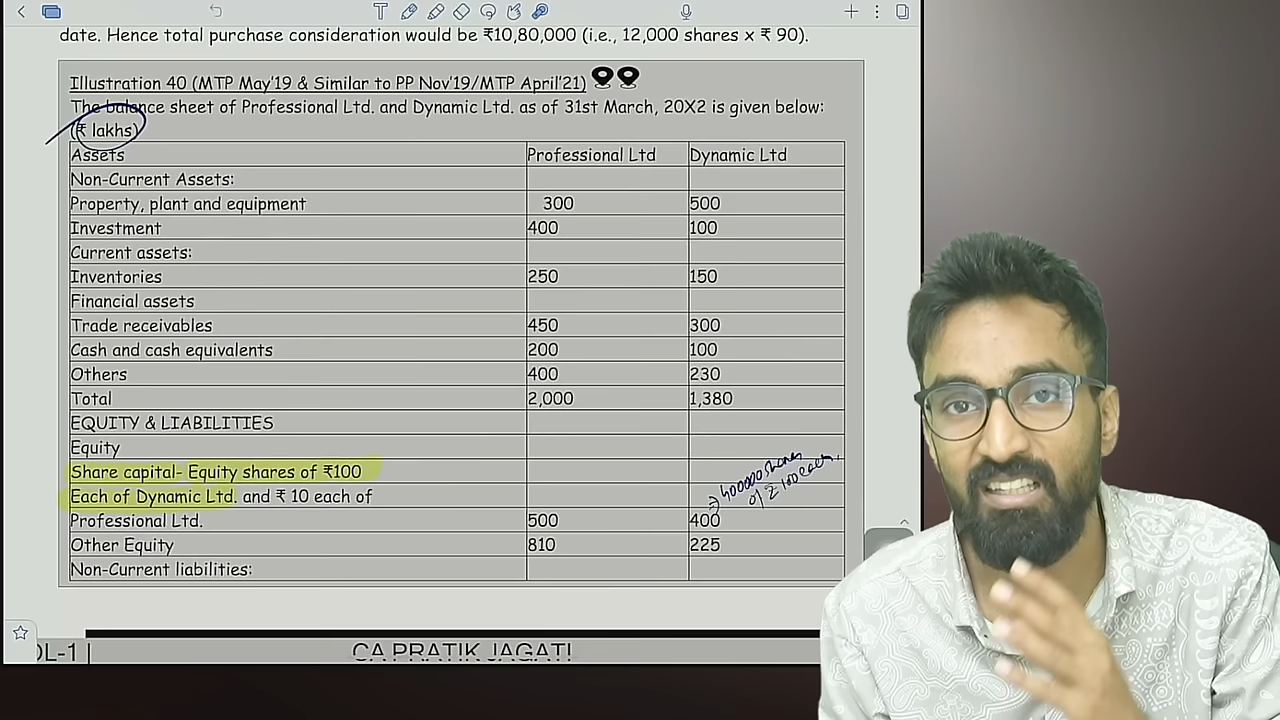 date. Hence total purchase consideration would be ₹10,80,000 (i.e., 12,000 shares x ₹ 90).
Illustration 40 (MTP May'19 & Similar to PP Nov'19/MTP April'21)
The balance sheet of Professional Ltd. and Dynamic Ltd. as of 31st March, 20X2 is given below:
(₹ lakhs)
Assets Professional Ltd Dynamic Ltd
Non-Current Assets:
Property, plant and equipment 300 500
Investment 400 100
Current assets:
Inventories 250 150
Financial assets
Trade receivables 450 300
Cash and cash equivalents 200 100
Others 400 230
Total 2,000 1,380
EQUITY & LIABILITIES
Equity
Share capital- Equity shares of ₹100
Each of Dynamic Ltd. and ₹ 10 each of
⇒ 400000 shares
of ₹ 100 each.
Professional Ltd. 500 400
Other Equity 810 225
Non-Current liabilities:
OL-1 | CA PRATIK JAGATI